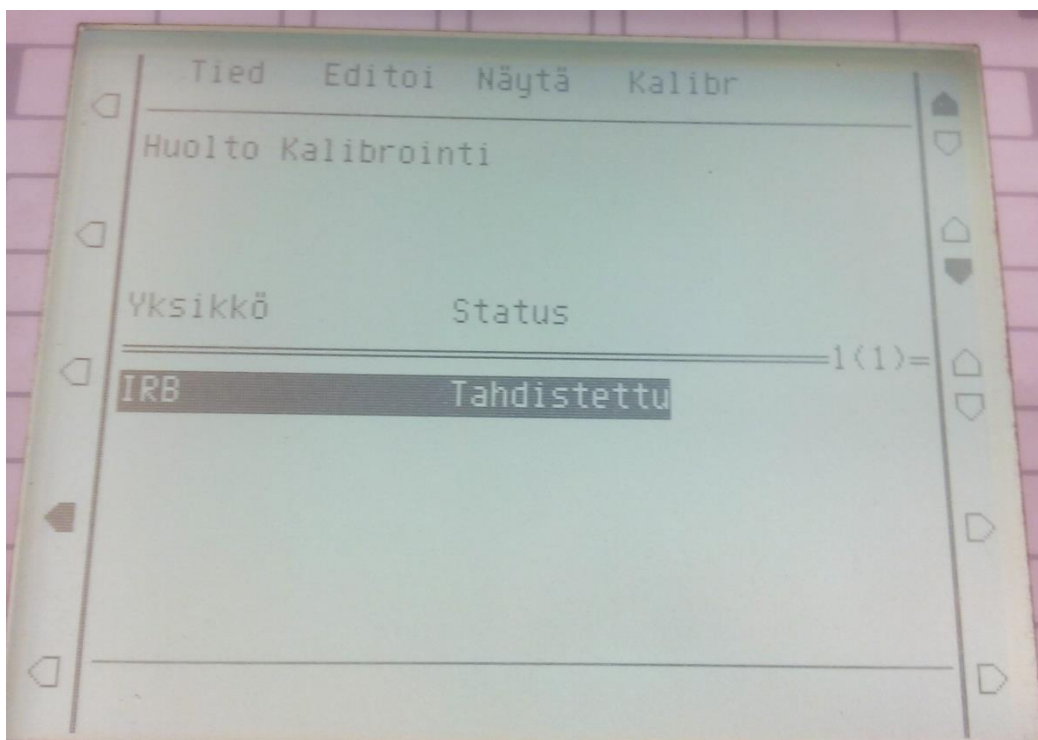 Tied Editoi Näytä Kalibr
Huolto Kalibrointi
Yksikkö Status
1(1)
IRB Tahdistettu